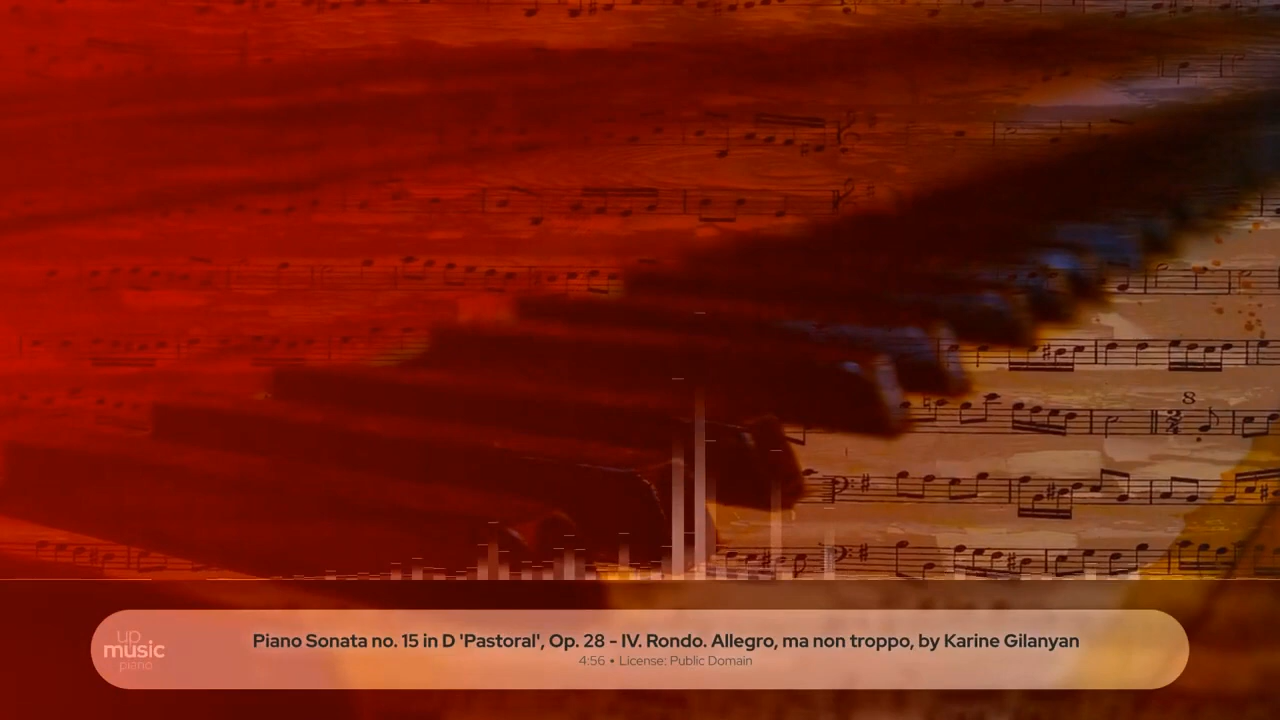 8
up
music
piano
Piano Sonata no. 15 in D 'Pastoral', Op. 28 - IV. Rondo. Allegro, ma non troppo, by Karine Gilanyan
4:56 • License: Public Domain